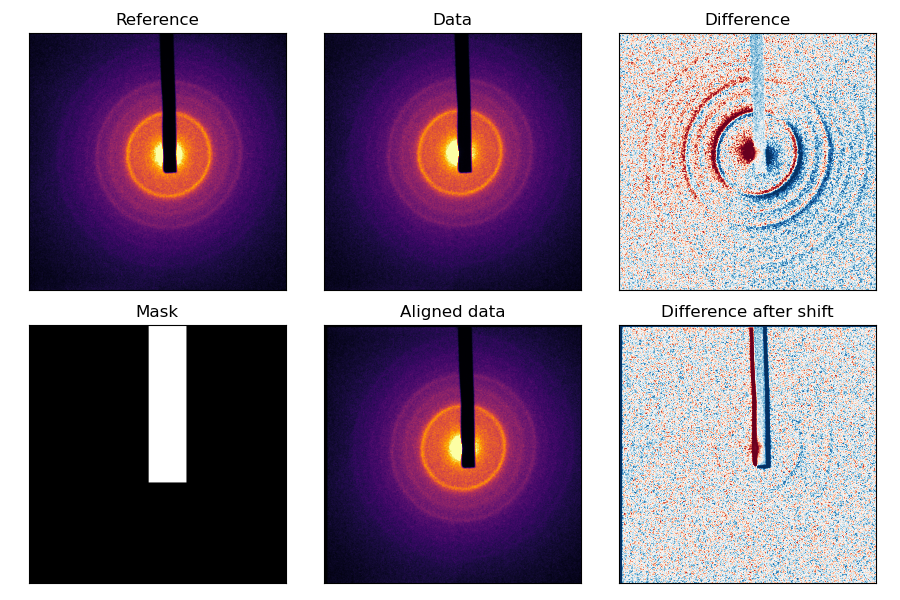 Reference
Data
Difference
Mask
Aligned data
Difference after shift